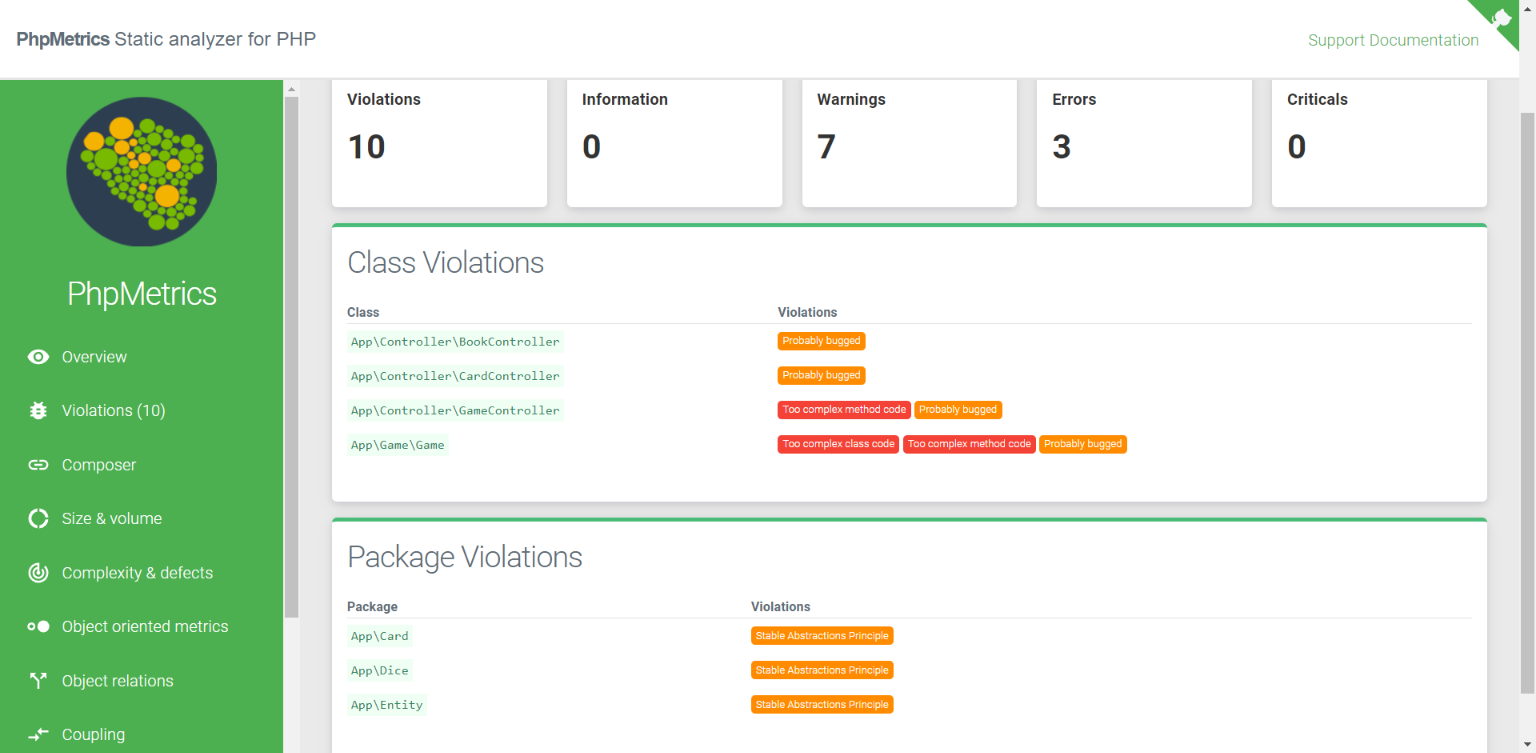 PhpMetrics Static analyzer for PHP
Support Documentation
PhpMetrics
Overview
Violations (10)
Composer
Size & volume
Complexity & defects
Object oriented metrics
Object relations
Coupling
Violations Information Warnings Errors Criticals
10 0 7 3 0
Class Violations
Class Violations
App\Controller\BookController Probably bugged
App\Controller\CardController Probably bugged
App\Controller\GameController Too complex method code Probably bugged
App\Game\Game Too complex class code Too complex method code Probably bugged
Package Violations
Package Violations
App\Card Stable Abstractions Principle
App\Dice Stable Abstractions Principle
App\Entity Stable Abstractions Principle